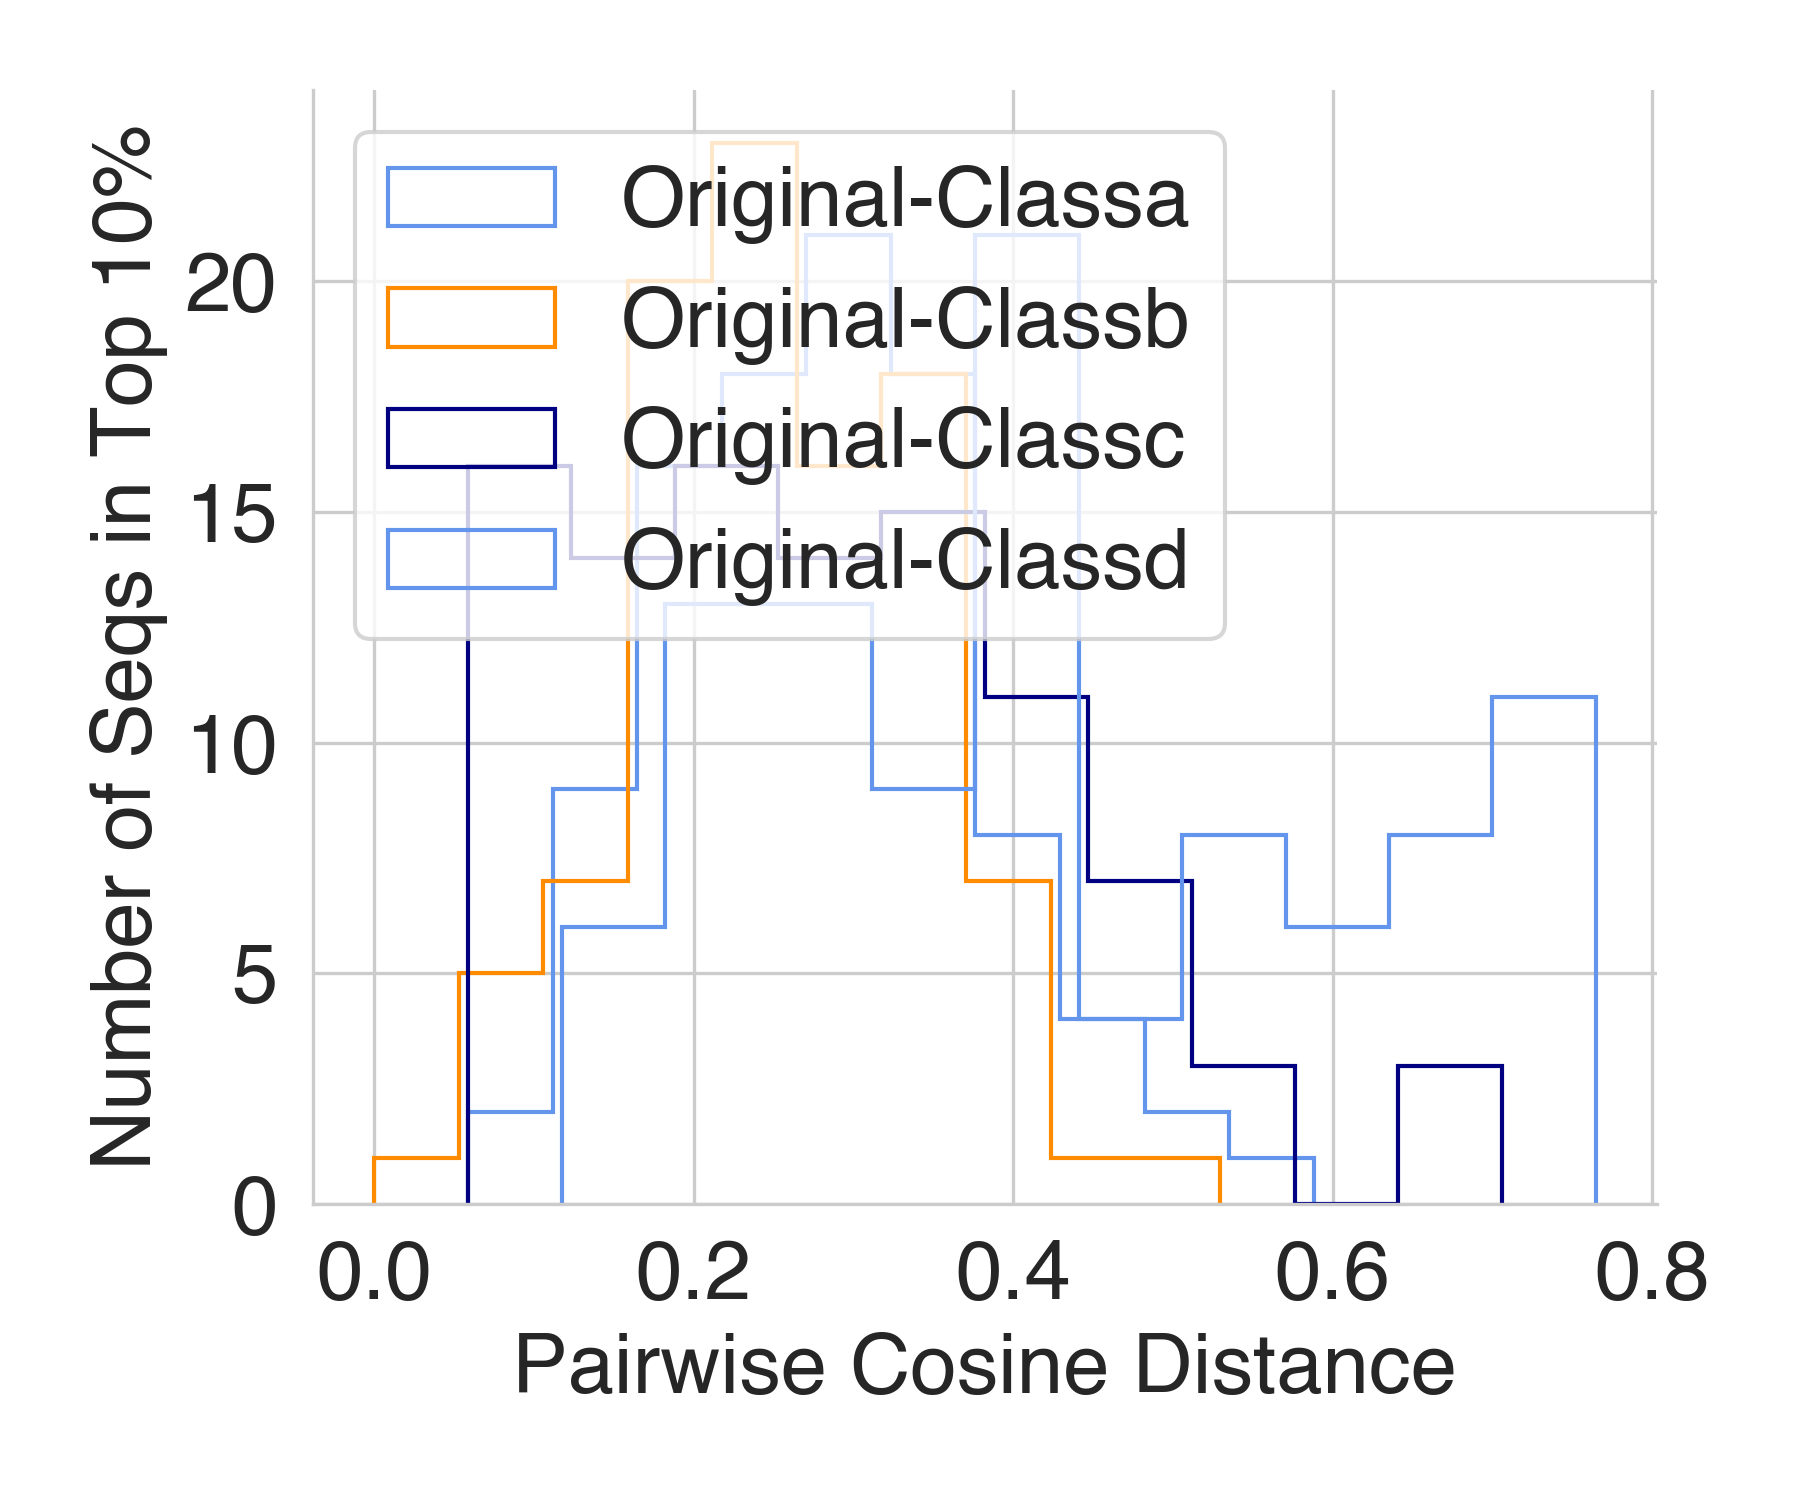 Number of Seqs in Top 10%
20
15
10
5
0
Original-Classa
Original-Classb
Original-Classc
Original-Classd
0.0 0.2 0.4 0.6 0.8
Pairwise Cosine Distance